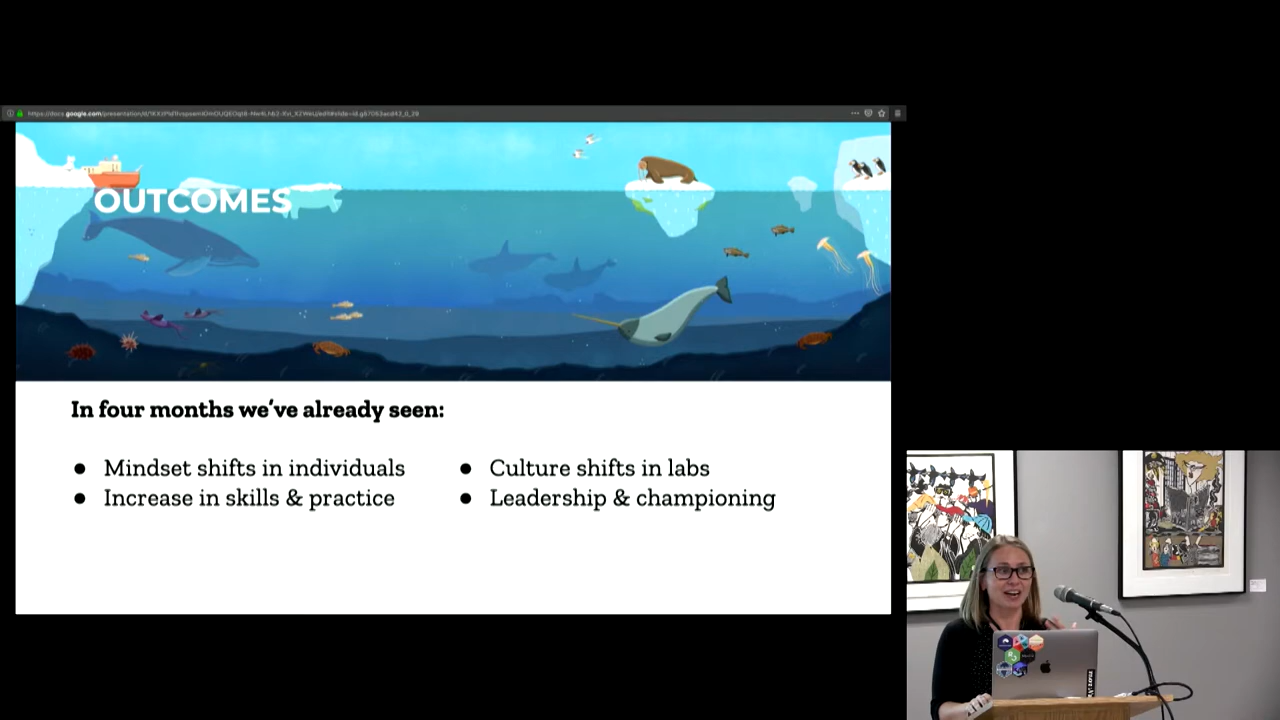 OUTCOMES
In four months we've already seen:
● Mindset shifts in individuals
● Increase in skills & practice
● Culture shifts in labs
● Leadership & championing